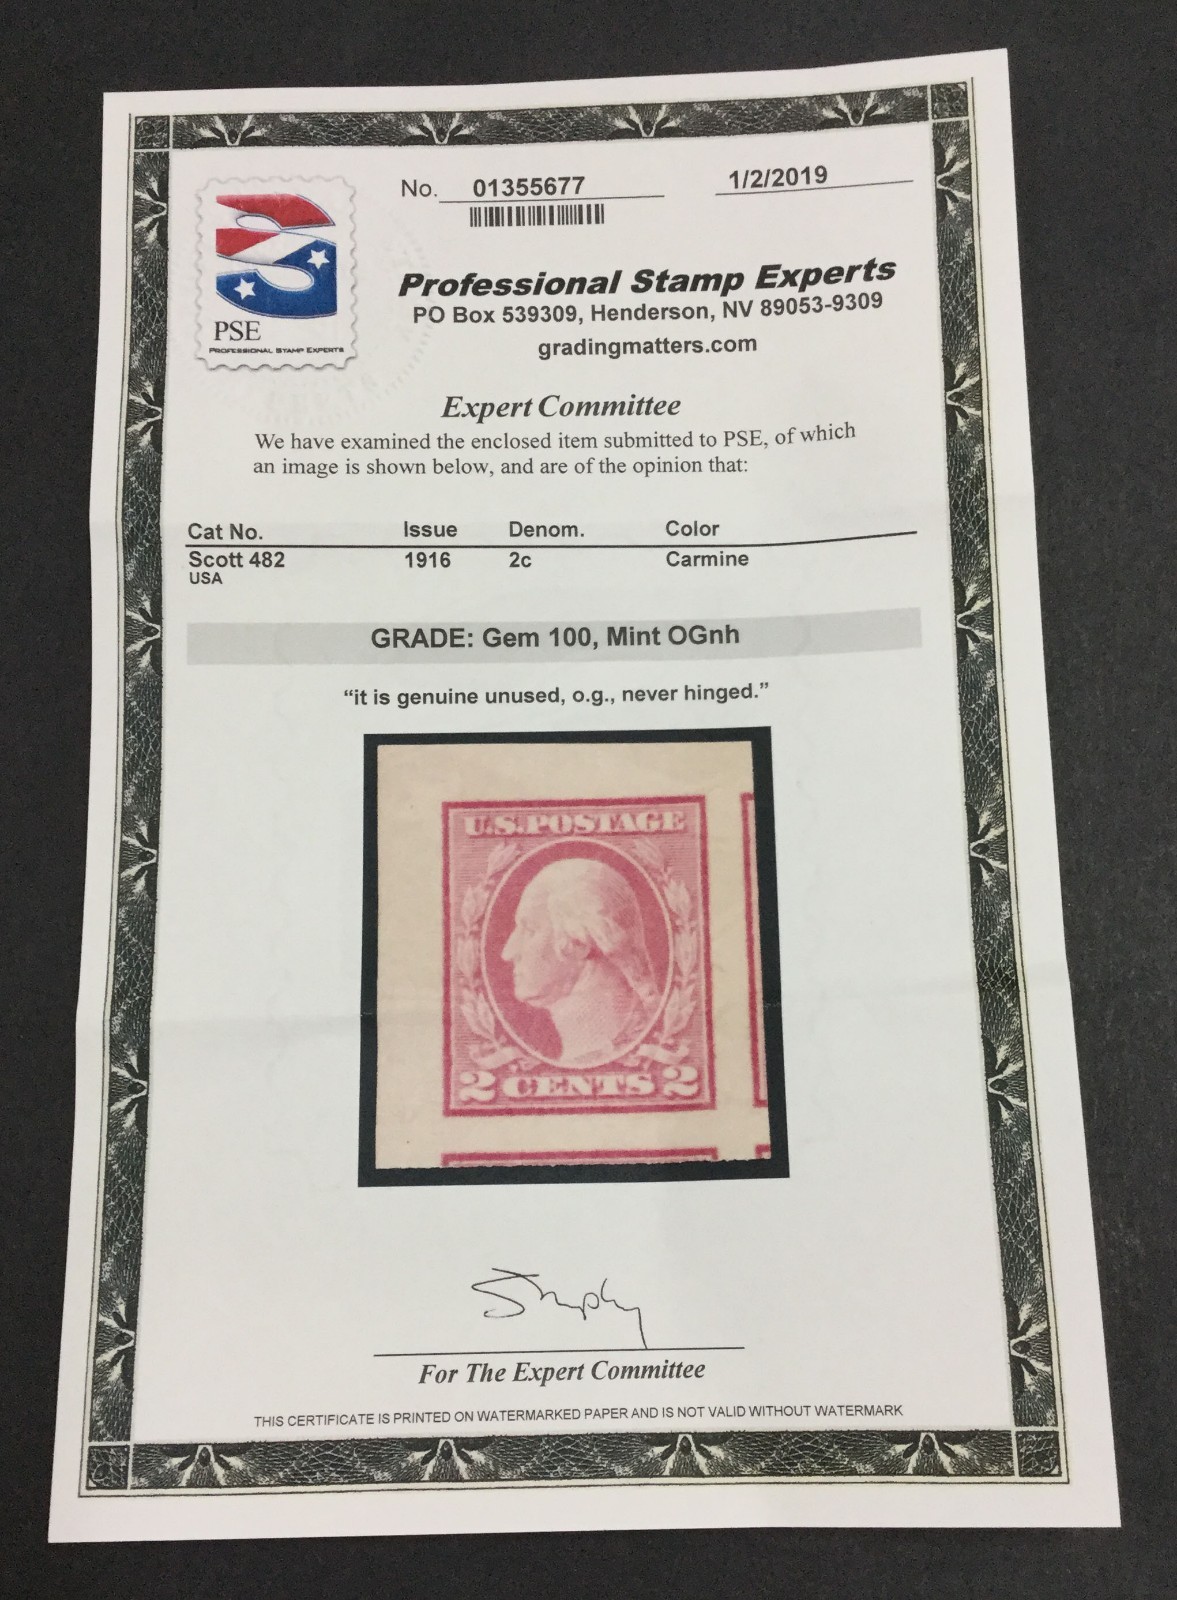 No. 01355677
1/2/2019
PSE
PROFESSIONAL STAMP EXPERTS
Professional Stamp Experts
PO Box 539309, Henderson, NV 89053-9309
gradingmatters.com
Expert Committee
We have examined the enclosed item submitted to PSE, of which
an image is shown below, and are of the opinion that:
Cat No. Issue Denom. Color
Scott 482 1916 2c Carmine
USA
GRADE: Gem 100, Mint OGnh
“it is genuine unused, o.g., never hinged.”
U.S. POSTAGE
2 CENTS 2
For The Expert Committee
THIS CERTIFICATE IS PRINTED ON WATERMARKED PAPER AND IS NOT VALID WITHOUT WATERMARK